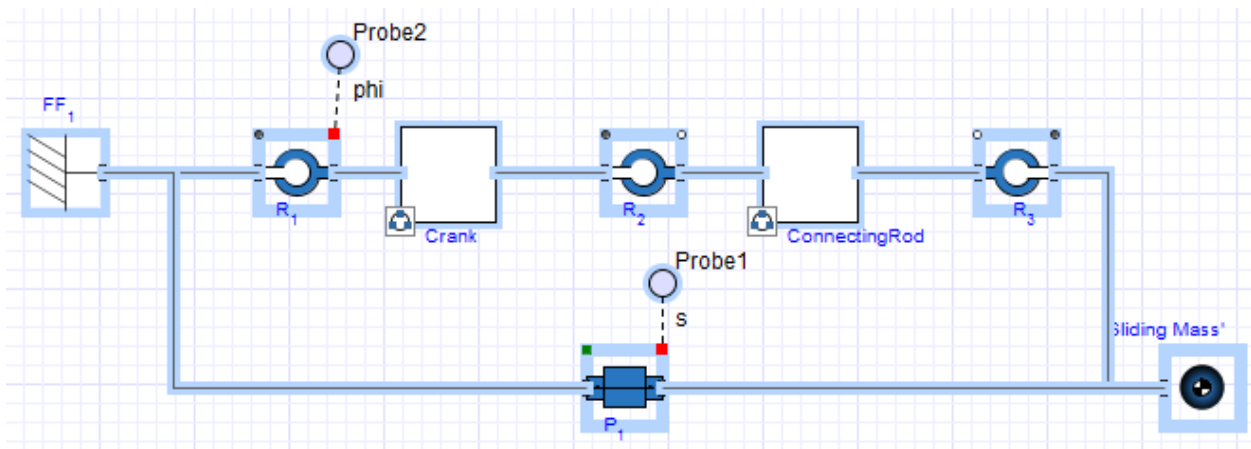 Probe2
phi
FF1
R1
Crank
R2
ConnectingRod
R3
Probe1
s
Sliding Mass"
P1